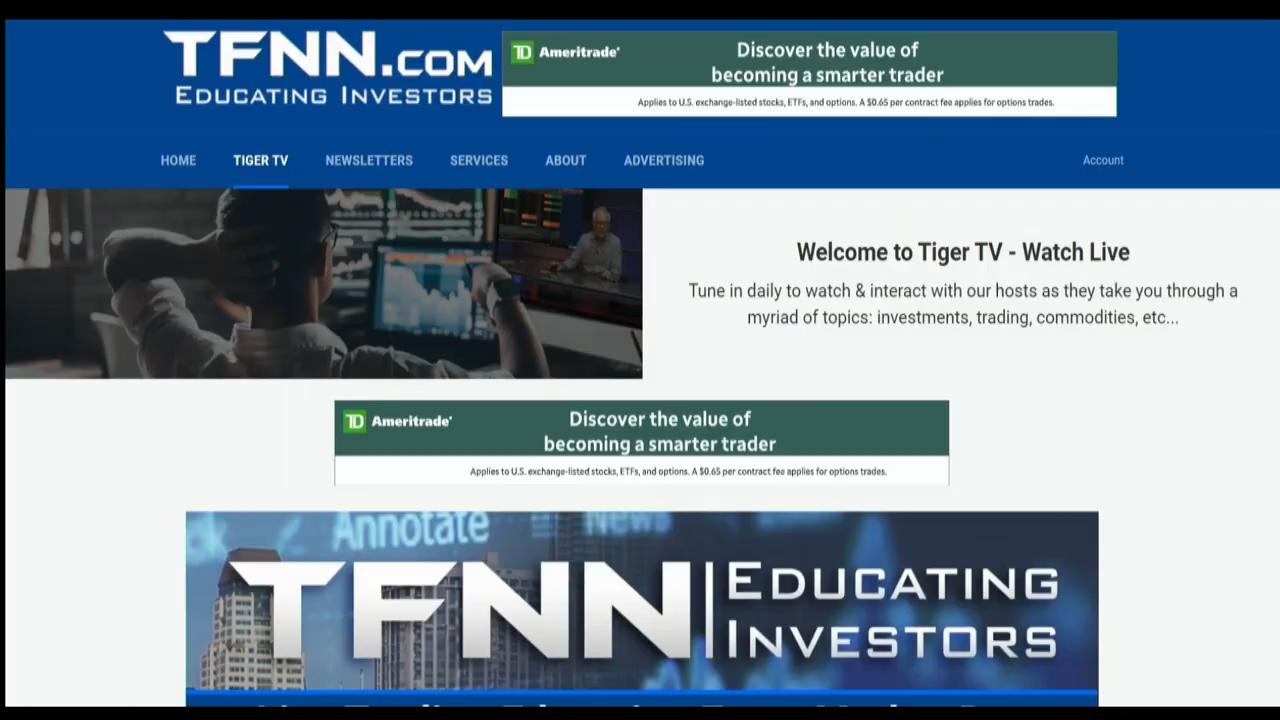 TFNN.COM
EDUCATING INVESTORS
TD Ameritrade
Discover the value of
becoming a smarter trader
Applies to U.S. exchange-listed stocks, ETFs, and options. A $0.65 per contract fee applies for options trades.
HOME TIGER TV NEWSLETTERS SERVICES ABOUT ADVERTISING Account
Welcome to Tiger TV - Watch Live
Tune in daily to watch & interact with our hosts as they take you through a
myriad of topics: investments, trading, commodities, etc...
TD Ameritrade
Discover the value of
becoming a smarter trader
Applies to U.S. exchange-listed stocks, ETFs, and options. A $0.65 per contract fee applies for options trades.
Annotate News
TFNN EDUCATING
INVESTORS